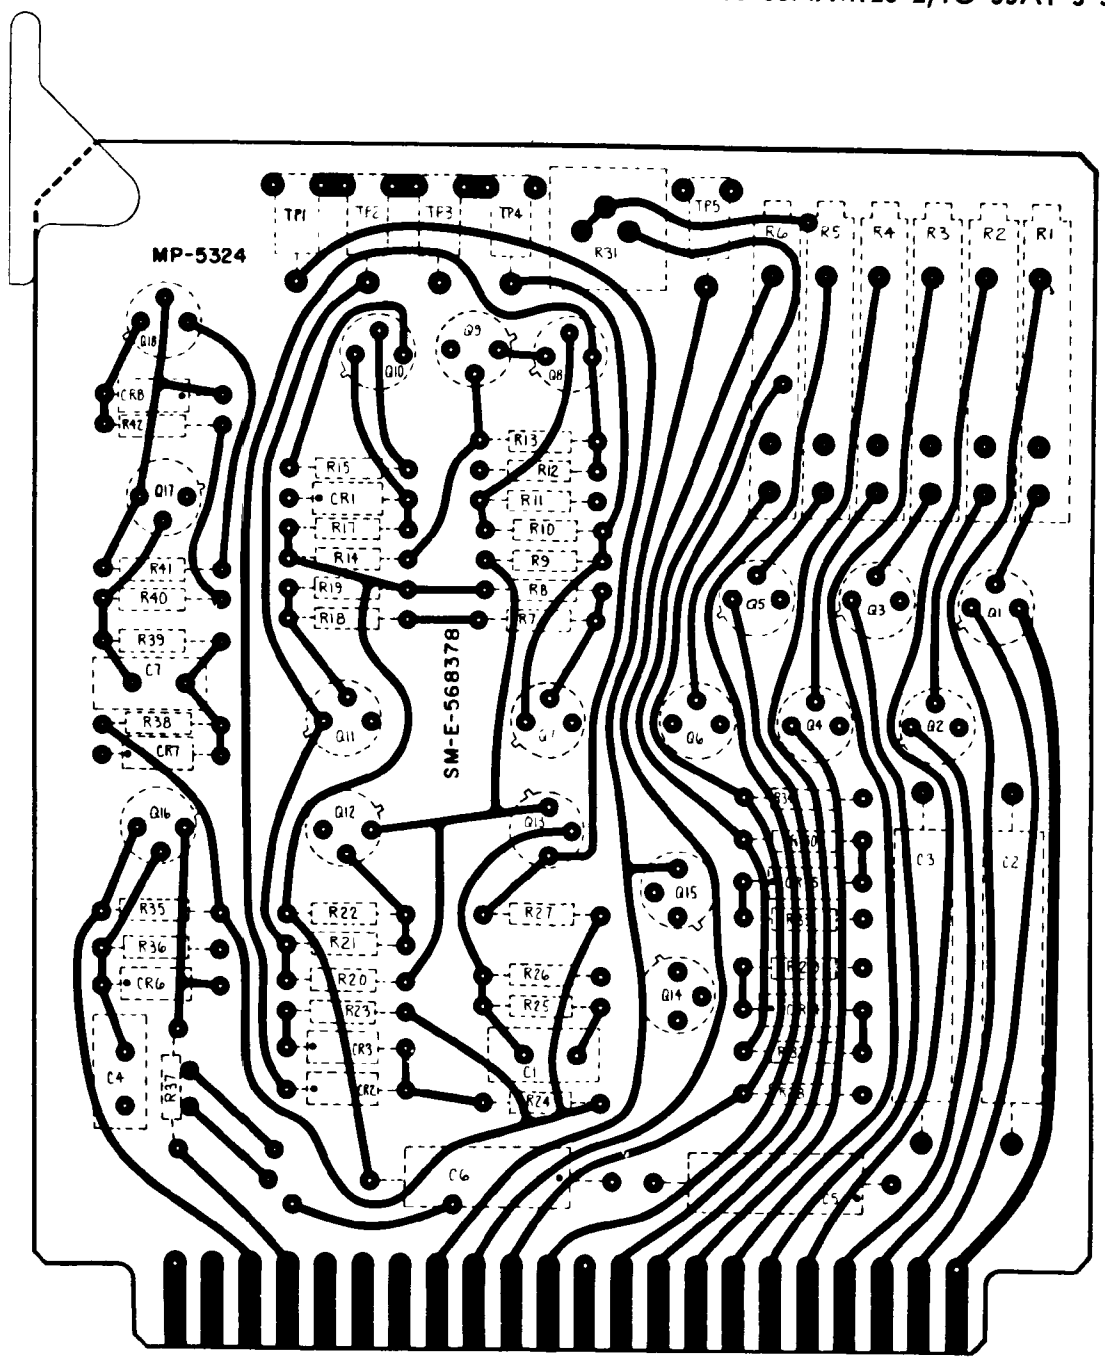 TP1 TP2 TP3 TP4 TP5
R31 R6 R5 R4 R3 R2 R1
MP-5324
Q18 Q10 Q9 Q8
CR8
R42
R13
R15 R12
Q17 CR1 R11
R17 R10
R41 R14 R9
R40 R19 R8
R18 R7
Q5 Q3 Q1
R39
C7
SM-E-568378
R38 Q11 Q7 Q6 Q4 Q2
CR7
Q16 Q12 Q13
C3 C2
Q15
R35 R22 R27
R36 R21
CR6 R20 R26
Q14
R23 R25
CR3
C4 R37 C1
CR2 R24
C6 C5